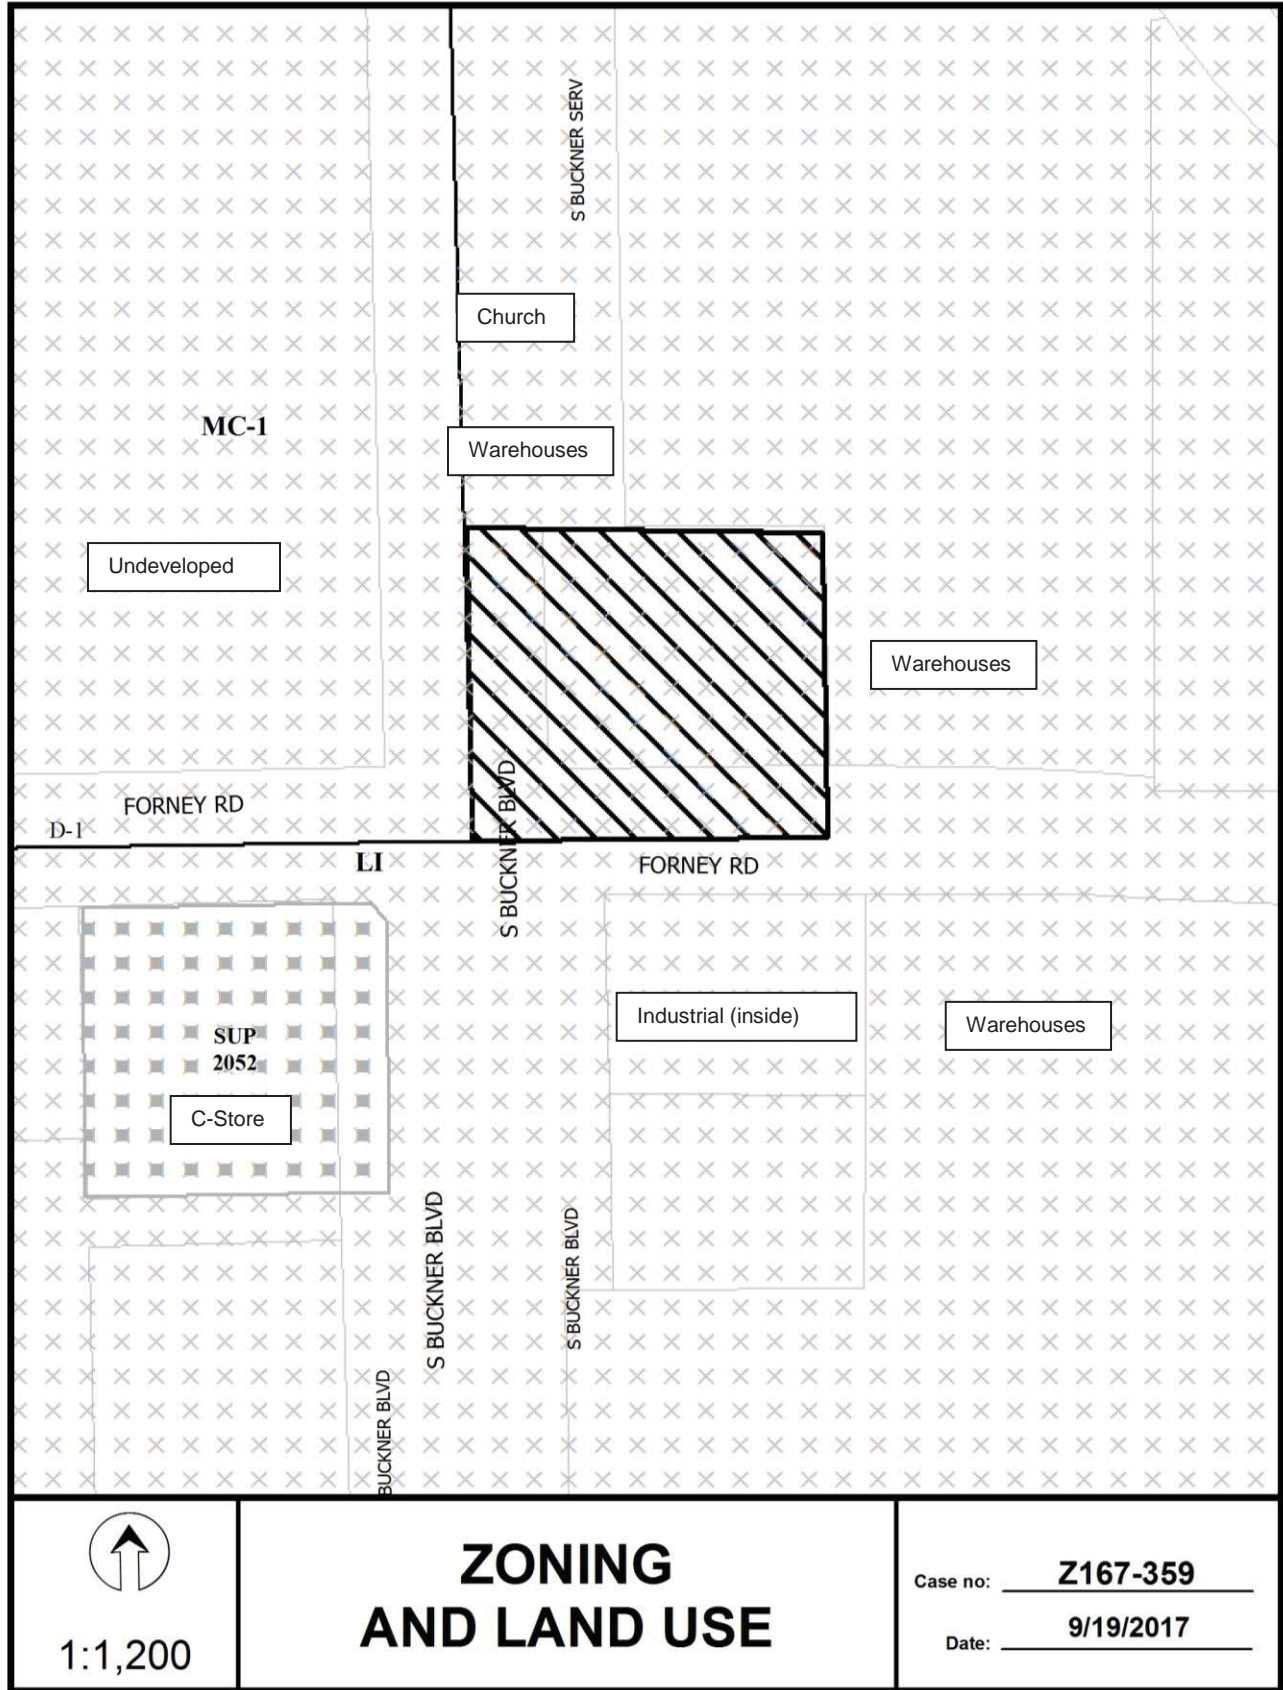 S BUCKNER SERV
Church
MC-1
Warehouses
Undeveloped
Warehouses
S BUCKNER BLVD
FORNEY RD
D-1
LI
FORNEY RD
SUP
2052
Industrial (inside)
Warehouses
C-Store
S BUCKNER BLVD
S BUCKNER BLVD
BUCKNER BLVD
1:1,200
ZONING
AND LAND USE
Case no: Z167-359
Date: 9/19/2017